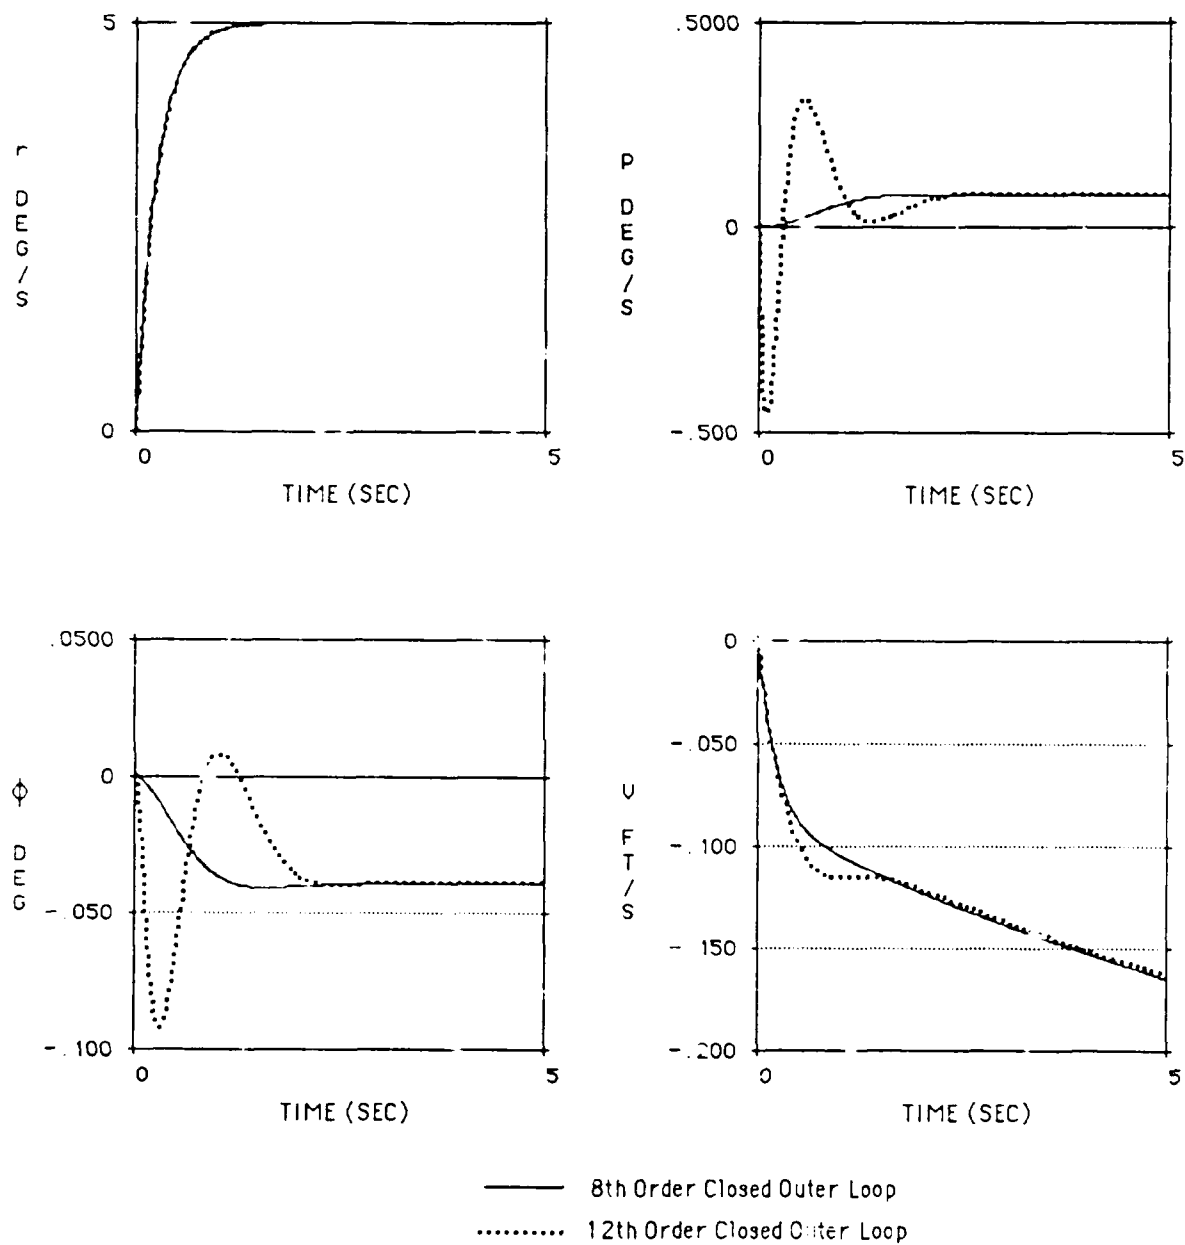 5
r DEG/S
0
0 5
TIME (SEC)
.5000
P DEG/S
0
-.500
0 5
TIME (SEC)
.0500
0
ϕ DEG
-.050
-.100
0 5
TIME (SEC)
0
-.050
v FT/S
-.100
-.150
-.200
0 5
TIME (SEC)
8th Order Closed Outer Loop
12th Order Closed Outer Loop